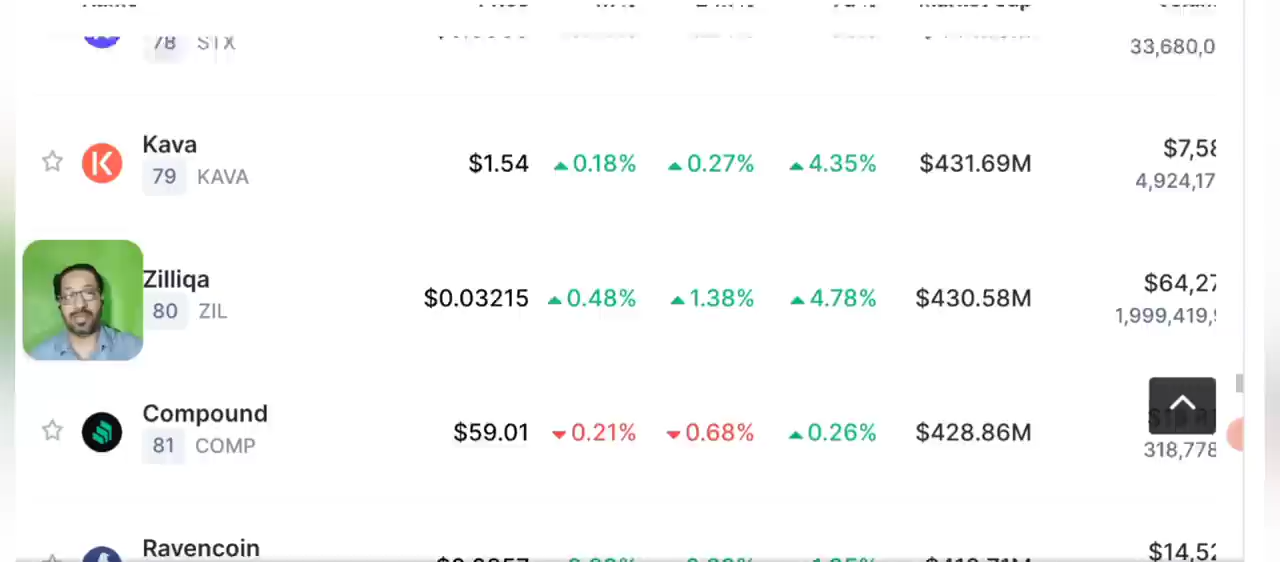 78 STX
33,680,0
Kava
79 KAVA
$1.54 0.18% 0.27% 4.35% $431.69M $7,58
4,924,17
Zilliqa
80 ZIL
$0.03215 0.48% 1.38% 4.78% $430.58M $64,27
1,999,419,
Compound
81 COMP
$59.01 0.21% 0.68% 0.26% $428.86M
318,778
Ravencoin
$14,52